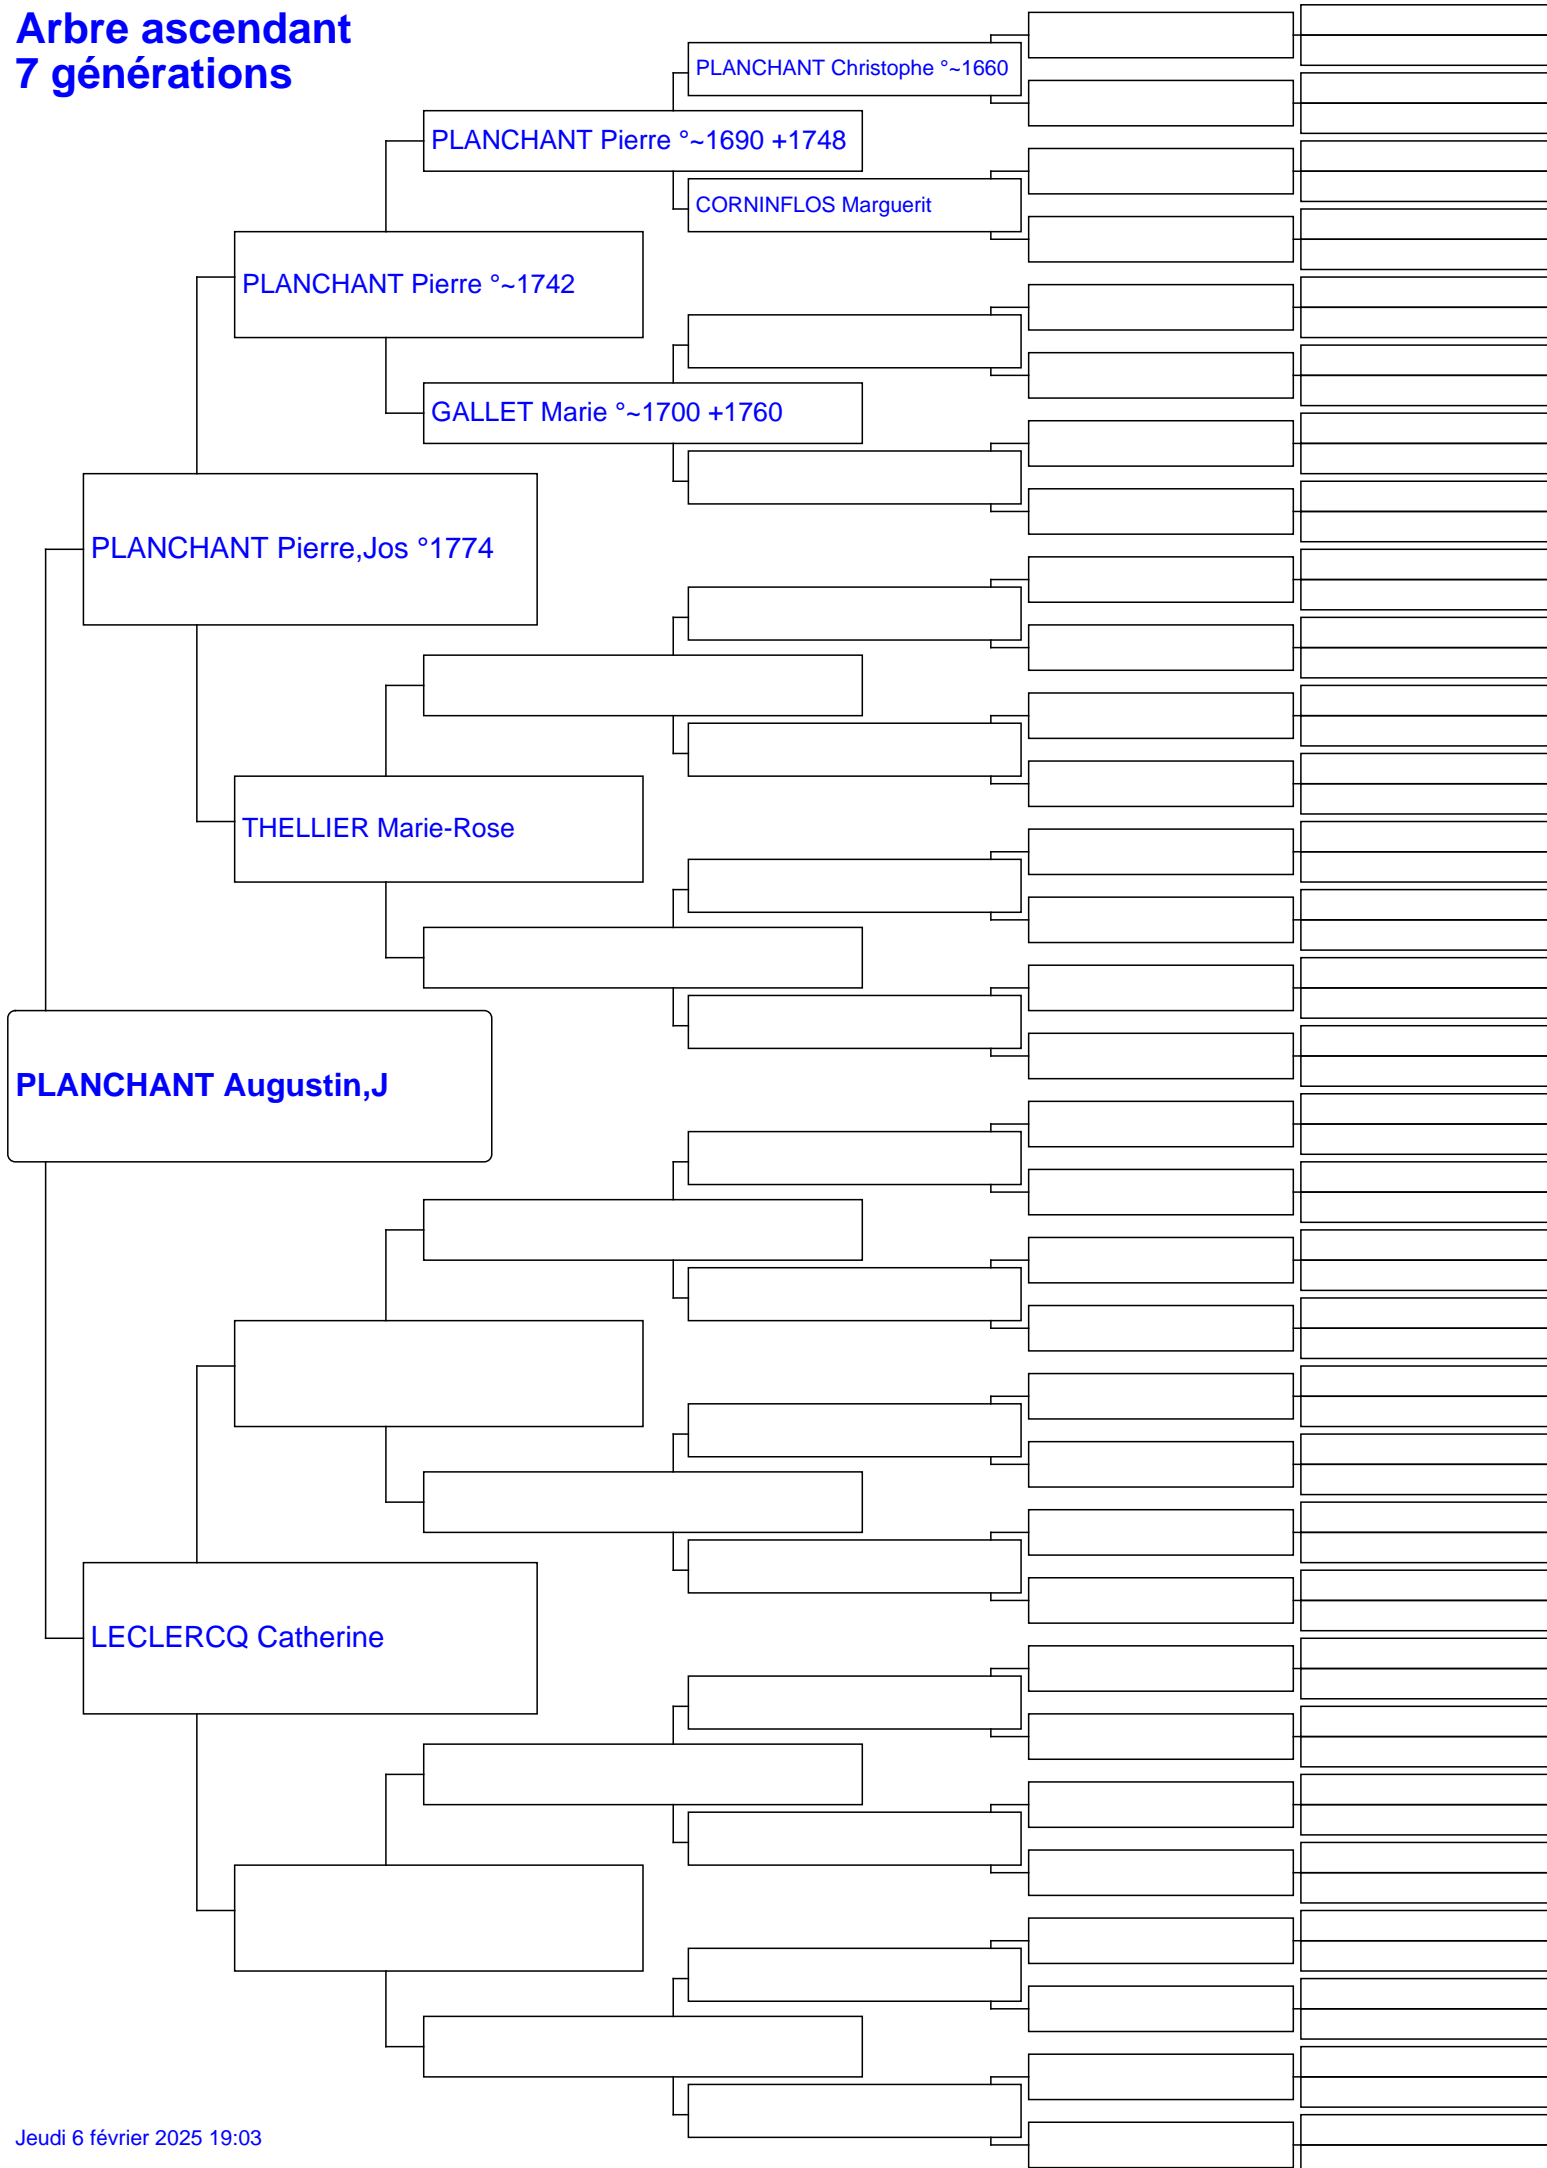 Arbre ascendant
7 générations
PLANCHANT Christophe °~1660
PLANCHANT Pierre °~1690 +1748
CORNINFLOS Marguerit
PLANCHANT Pierre °~1742
GALLET Marie °~1700 +1760
PLANCHANT Pierre,Jos °1774
THELLIER Marie-Rose
PLANCHANT Augustin,J
LECLERCQ Catherine
Jeudi 6 février 2025 19:03